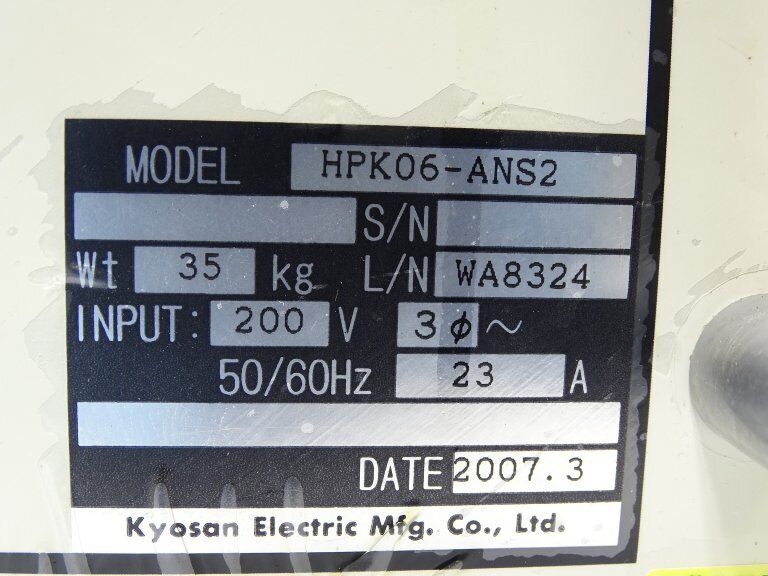 MODEL HPK06-ANS2
S/N
Wt 35 kg L/N WA8324
INPUT: 200 V 3ϕ ~
50/60Hz 23 A
DATE 2007.3
Kyosan Electric Mfg. Co., Ltd.